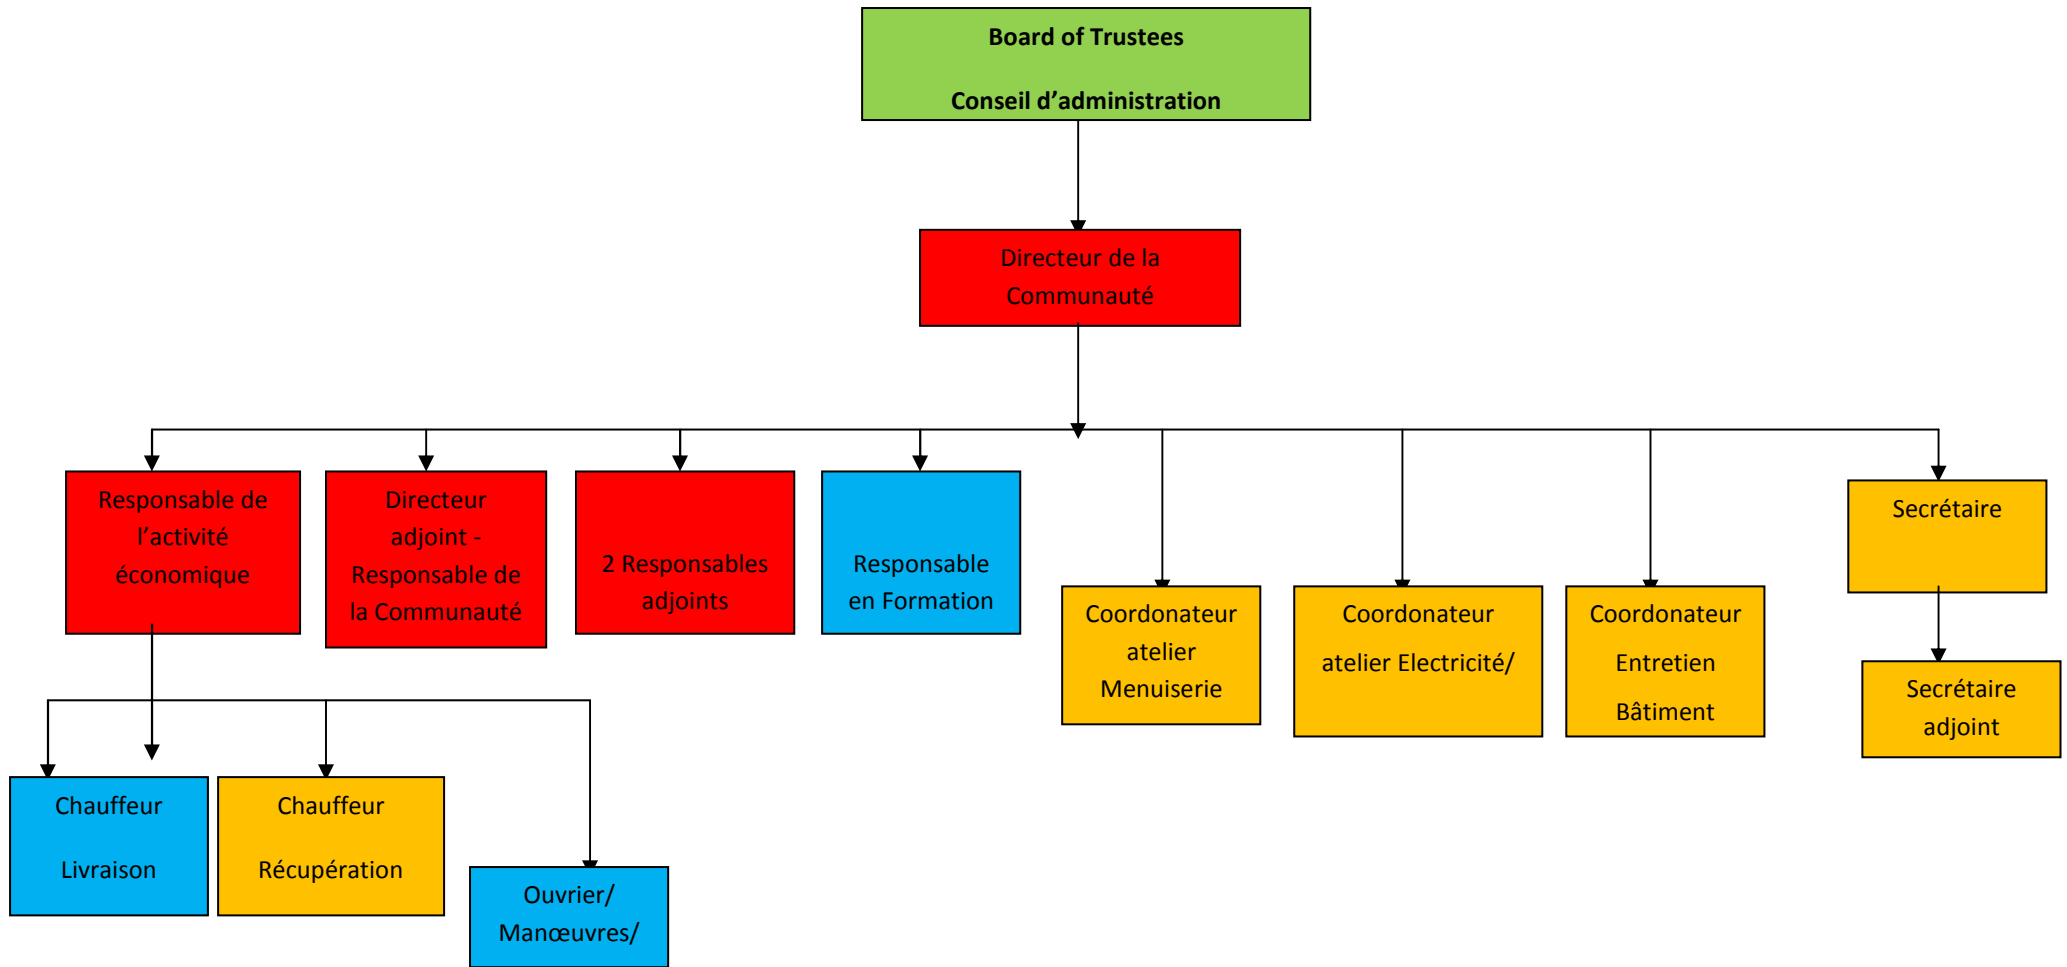 Board of Trustees
Conseil d’administration
Directeur de la
Communauté
Responsable de
l’activité
économique
Directeur
adjoint -
Responsable de
la Communauté
2 Responsables
adjoints
Responsable
en Formation
Coordonateur
atelier
Menuiserie
Coordonateur
atelier Electricité/
Coordonateur
Entretien
Bâtiment
Secrétaire
Secrétaire
adjoint
Chauffeur
Livraison
Chauffeur
Récupération
Ouvrier/
Manœuvres/